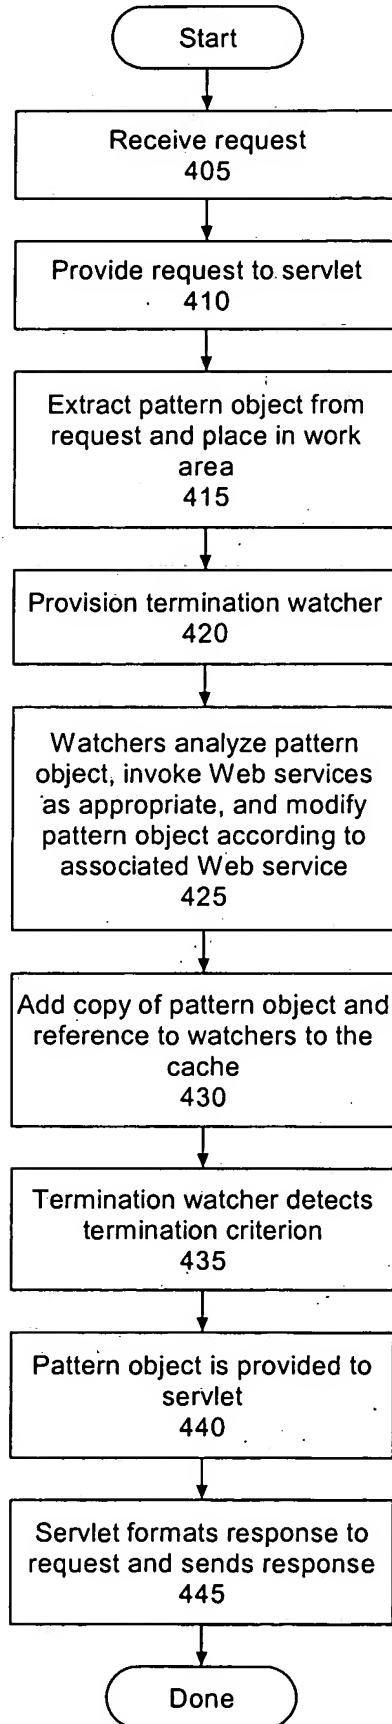 Start
Receive request
405
Provide request to servlet
410
Extract pattern object from
request and place in work
area
415
Provision termination watcher
420
Watchers analyze pattern
object, invoke Web services
as appropriate, and modify
pattern object according to
associated Web service
425
Add copy of pattern object and
reference to watchers to the
cache
430
Termination watcher detects
termination criterion
435
Pattern object is provided to
servlet
440
Servlet formats response to
request and sends response
445
Done